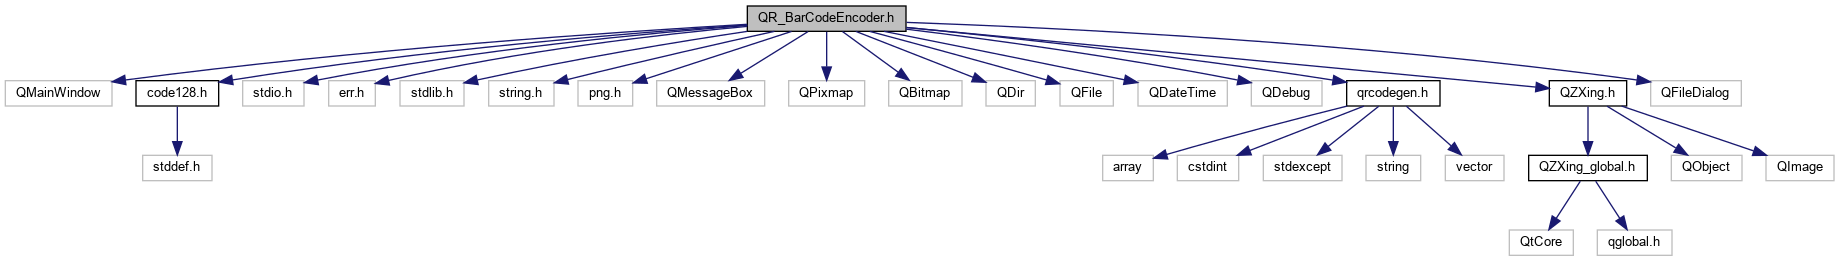 QR_BarCodeEncoder.h
QMainWindow
code128.h
stdio.h
err.h
stdlib.h
string.h
png.h
QMessageBox
QPixmap
QBitmap
QDir
QFile
QDateTime
QDebug
qrcodegen.h
QZXing.h
QFileDialog
stddef.h
array
cstdint
stdexcept
string
vector
QZXing_global.h
QObject
QImage
QtCore
qglobal.h